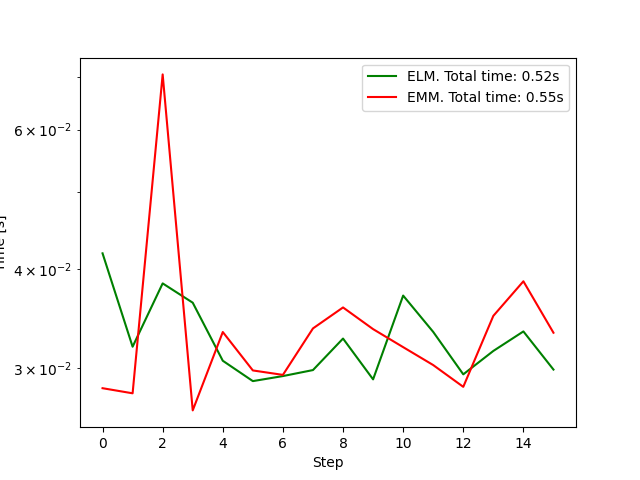 ELM. Total time: 0.52s
EMM. Total time: 0.55s
6 × 10⁻²
4 × 10⁻²
3 × 10⁻²
Time [s]
0 2 4 6 8 10 12 14
Step